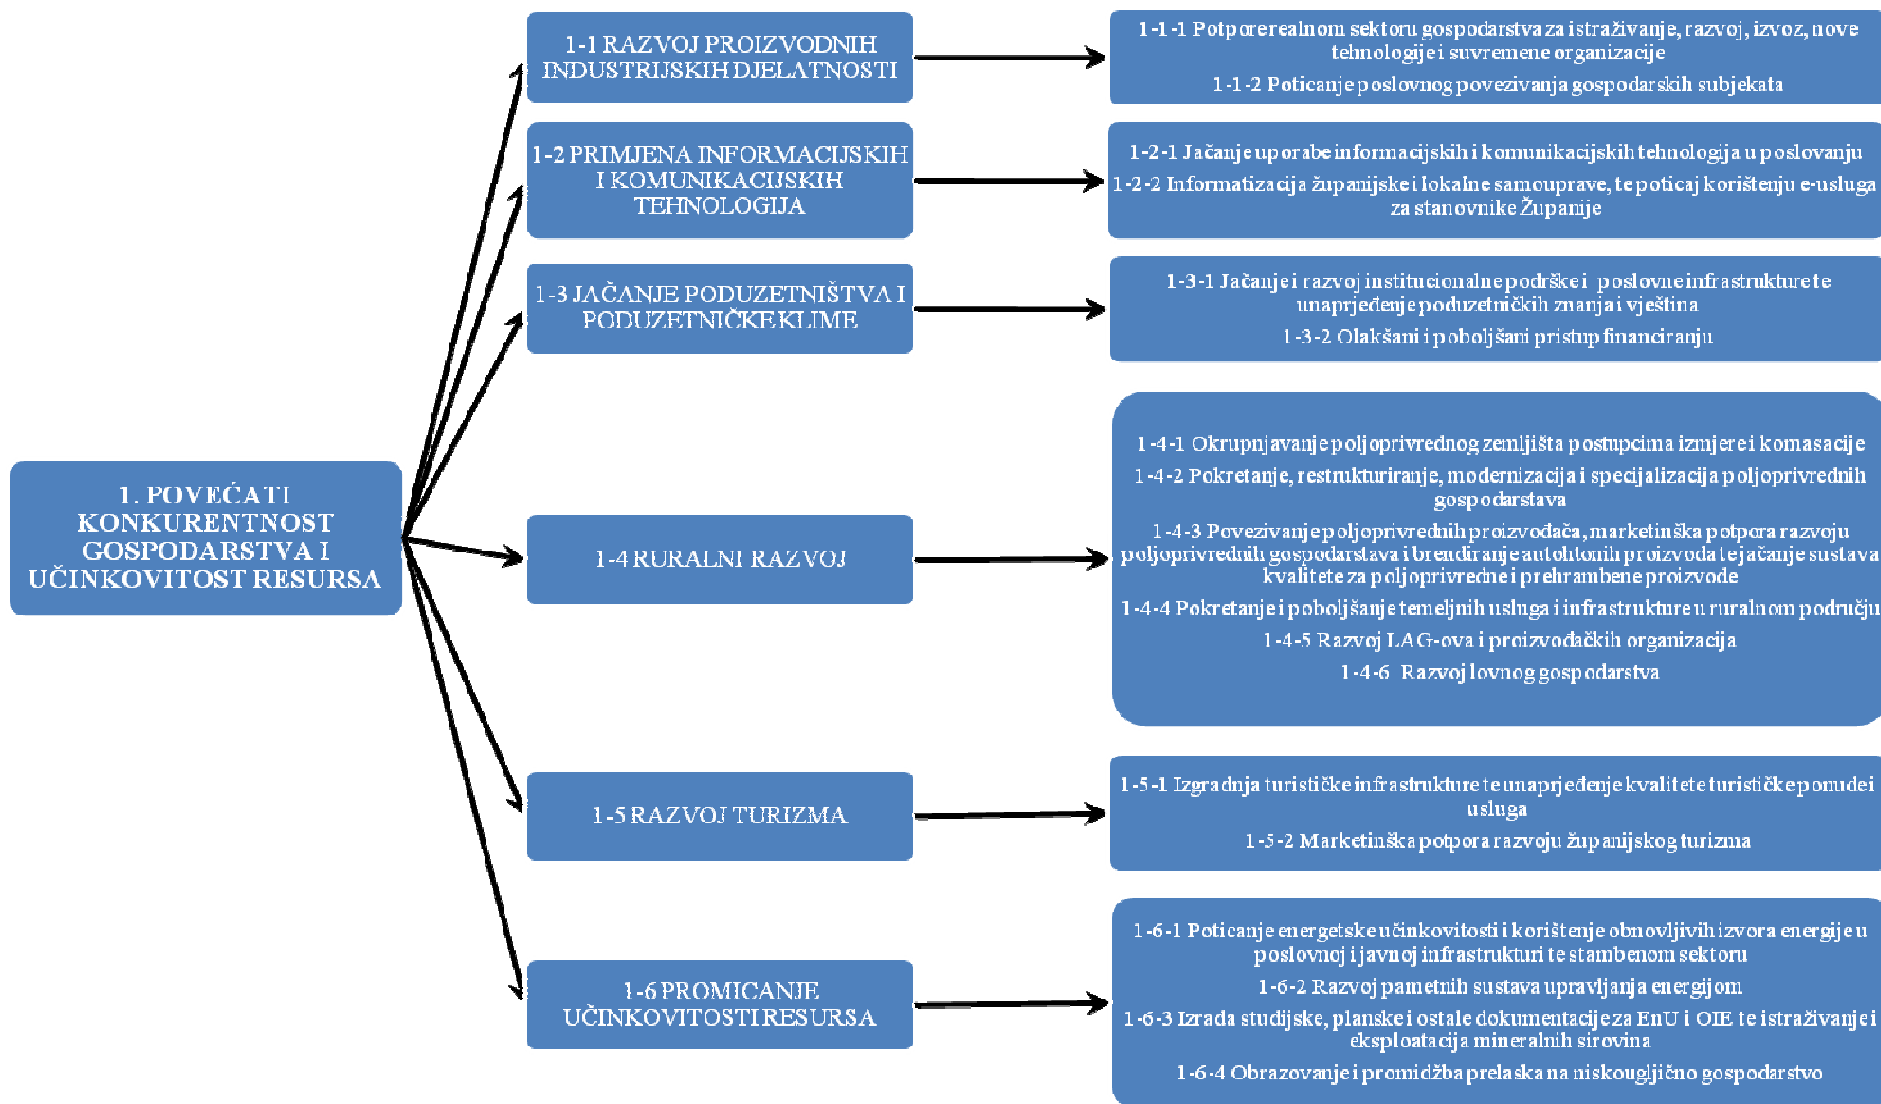 1. POVEĆATI
KONKURENTNOST
GOSPODARSTVA I
UČINKOVITOST RESURSA
1-1 RAZVOJ PROIZVODNIH
INDUSTRIJSKIH DJELATNOSTI
1-1-1 Potpore realnom sektoru gospodarstva za istraživanje, razvoj, izvoz, nove
tehnologije i suvremene organizacije
1-1-2 Poticanje poslovnog povezivanja gospodarskih subjekata
1-2 PRIMJENA INFORMACIJSKIH
I KOMUNIKACIJSKIH
TEHNOLOGIJA
1-2-1 Jačanje uporabe informacijskih i komunikacijskih tehnologija u poslovanju
1-2-2 Informatizacija županijske i lokalne samouprave, te poticaj korištenju e-usluga
za stanovnike Županije
1-3 JAČANJE PODUZETNIŠTVA I
PODUZETNIČKE KLIME
1-3-1 Jačanje i razvoj institucionalne podrške i poslovne infrastrukture te
unaprjeđenje poduzetničkih znanja i vještina
1-3-2 Olakšani i poboljšani pristup financiranju
1-4 RURALNI RAZVOJ
1-4-1 Okrupnjavanje poljoprivrednog zemljišta postupcima izmjere i komasacije
1-4-2 Pokretanje, restrukturiranje, modernizacija i specijalizacija poljoprivrednih
gospodarstava
1-4-3 Povezivanje poljoprivrednih proizvođača, marketinška potpora razvoju
poljoprivrednih gospodarstava i brendiranje autohtonih proizvoda te jačanje sustava
kvalitete za poljoprivredne i prehrambene proizvode
1-4-4 Pokretanje i poboljšanje temeljnih usluga i infrastrukture u ruralnom području
1-4-5 Razvoj LAG-ova i proizvođačkih organizacija
1-4-6 Razvoj lovnog gospodarstva
1-5 RAZVOJ TURIZMA
1-5-1 Izgradnja turističke infrastrukture te unaprjeđenje kvalitete turističke ponude i
usluga
1-5-2 Marketinška potpora razvoju županijskog turizma
1-6 PROMICANJE
UČINKOVITOSTI RESURSA
1-6-1 Poticanje energetske učinkovitosti i korištenje obnovljivih izvora energije u
poslovnoj i javnoj infrastrukturi te stambenom sektoru
1-6-2 Razvoj pametnih sustava upravljanja energijom
1-6-3 Izrada studijske, planske i ostale dokumentacije za EnU i OIE te istraživanje i
eksploatacija mineralnih sirovina
1-6-4 Obrazovanje i promidžba prelaska na niskougljično gospodarstvo